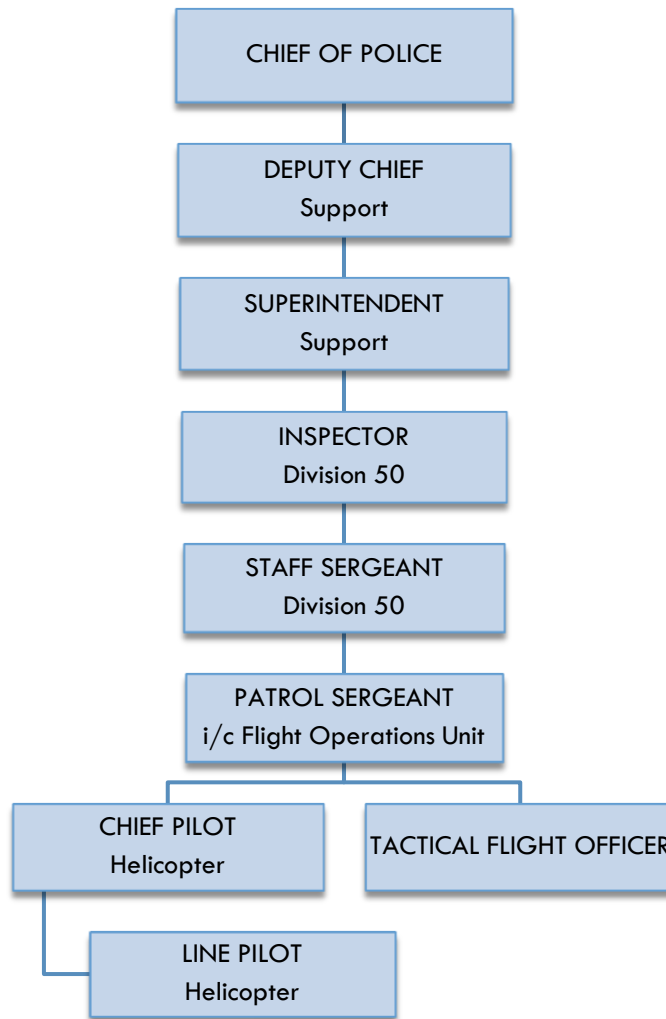 CHIEF OF POLICE
DEPUTY CHIEF
Support
SUPERINTENDENT
Support
INSPECTOR
Division 50
STAFF SERGEANT
Division 50
PATROL SERGEANT
i/c Flight Operations Unit
CHIEF PILOT
Helicopter
TACTICAL FLIGHT OFFICER
LINE PILOT
Helicopter